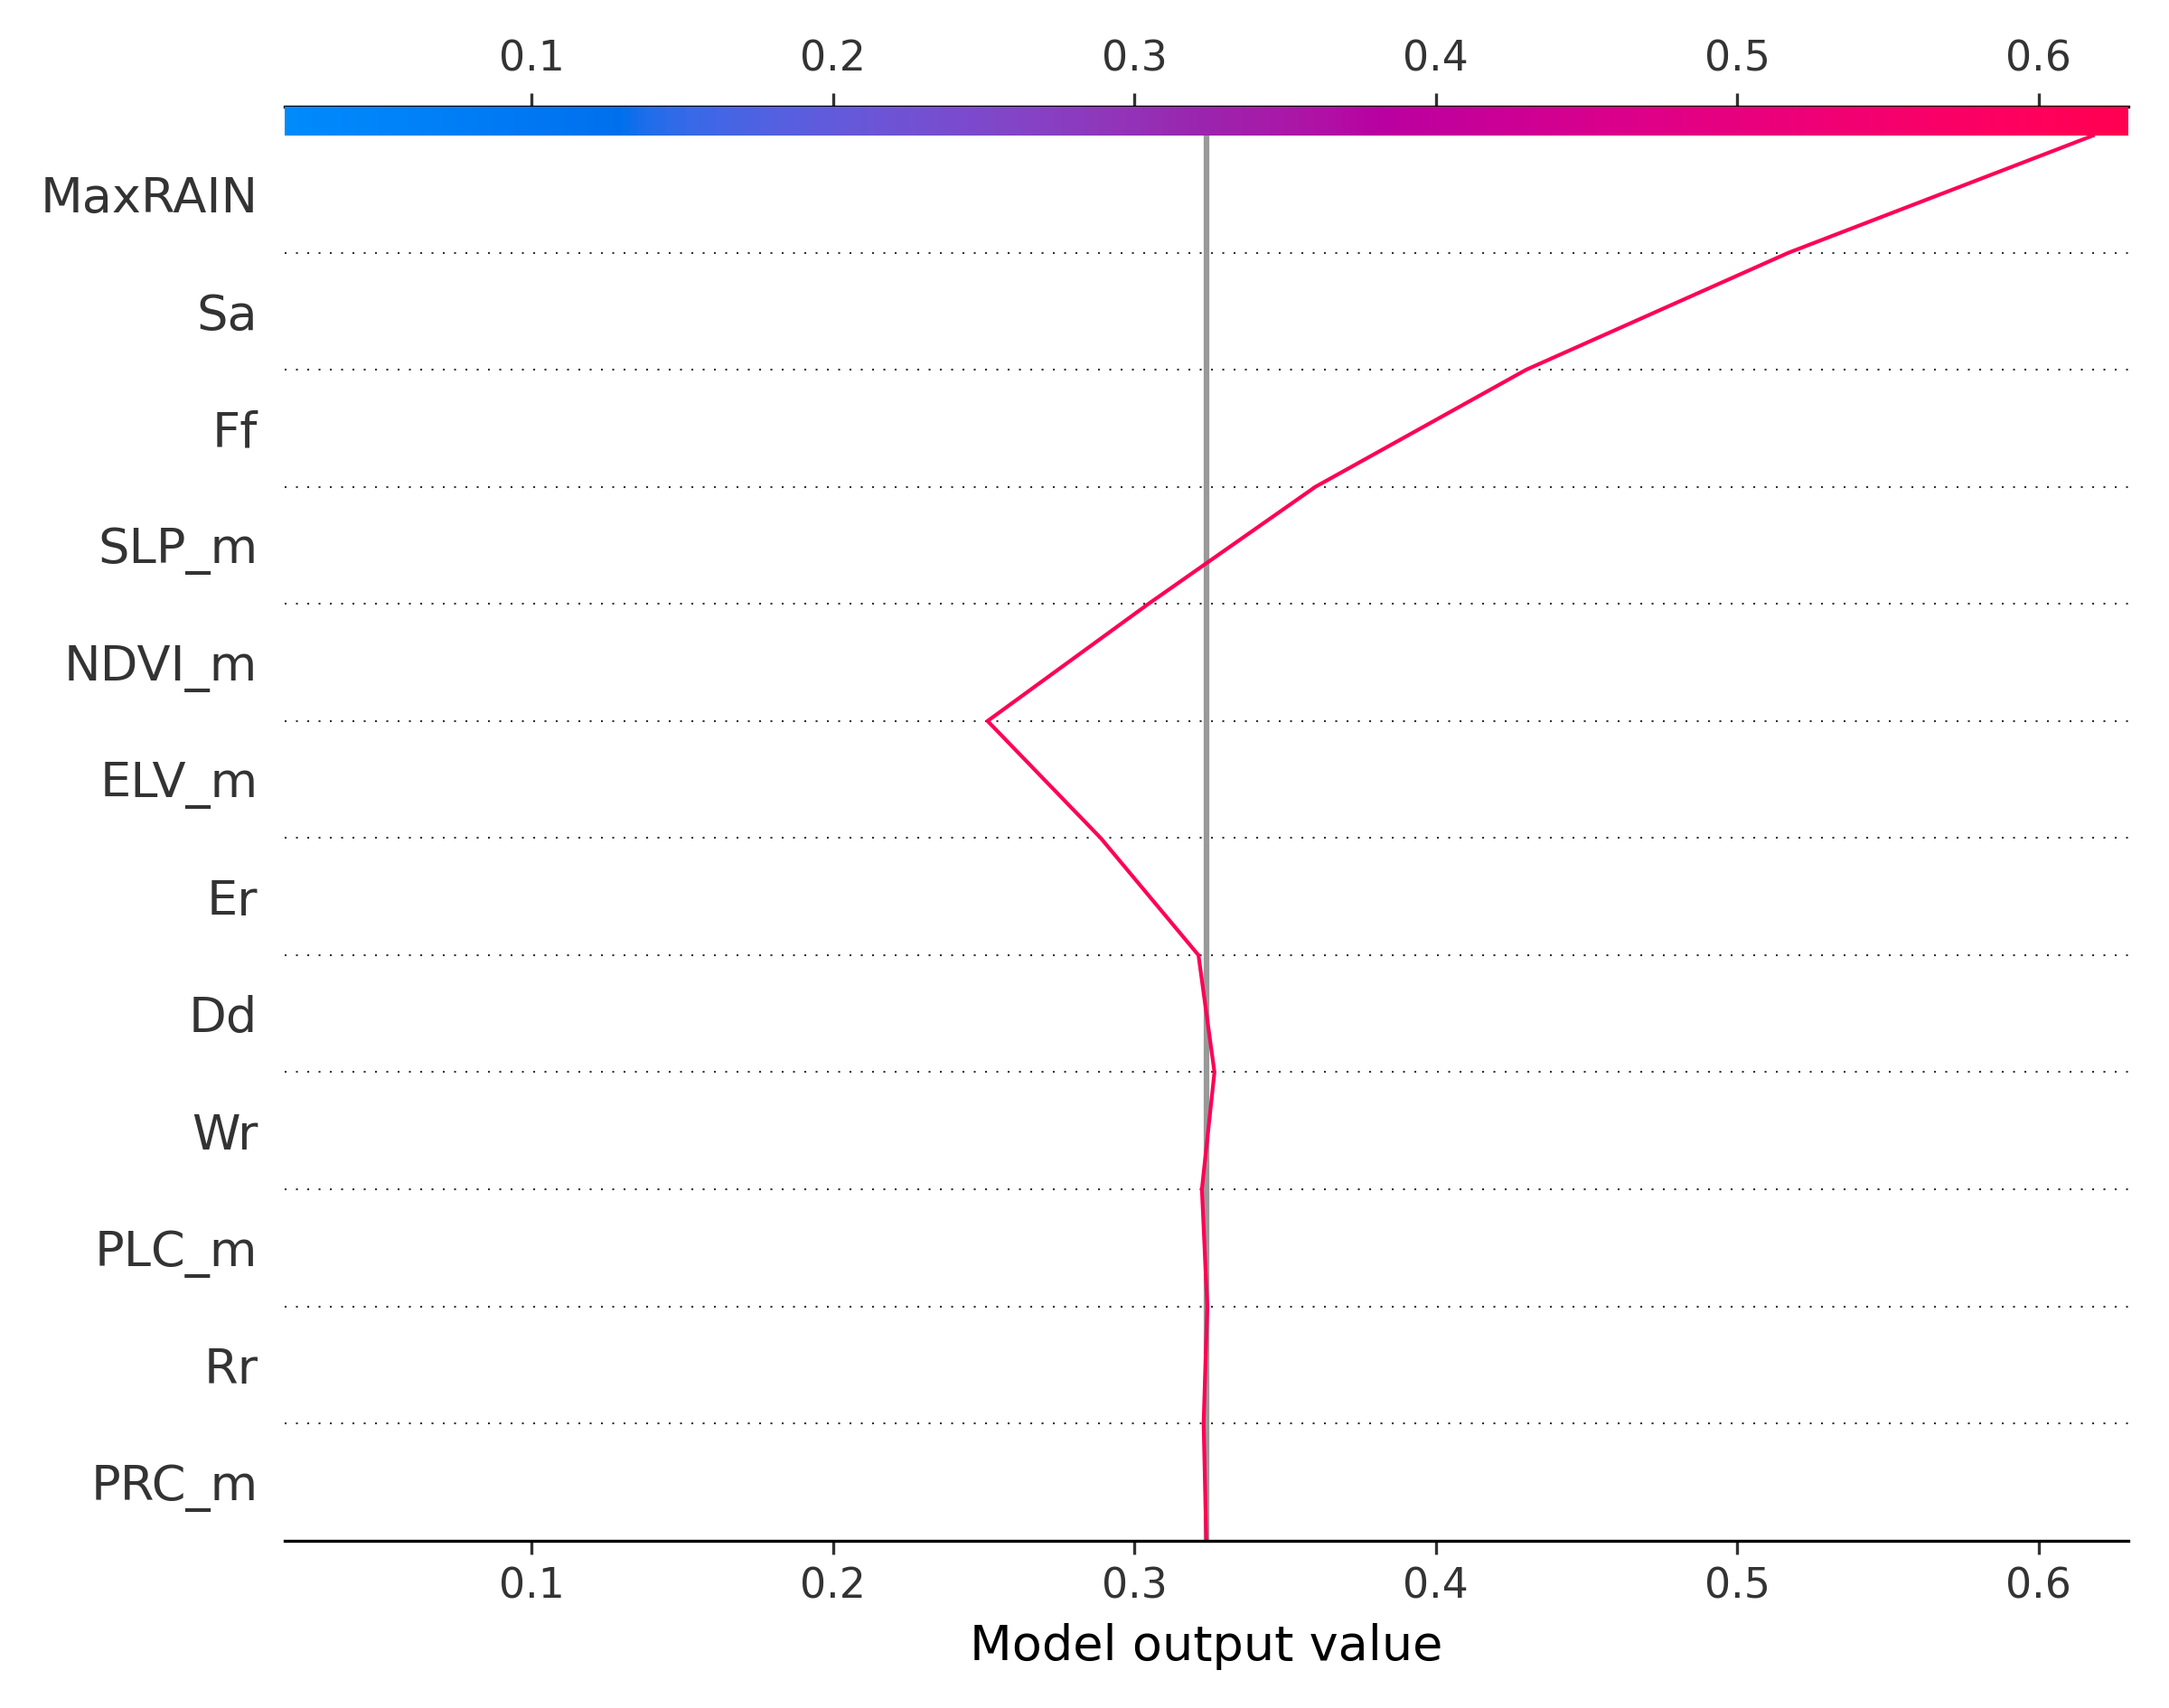 0.1 0.2 0.3 0.4 0.5 0.6
MaxRAIN
Sa
Ff
SLP_m
NDVI_m
ELV_m
Er
Dd
Wr
PLC_m
Rr
PRC_m
0.1 0.2 0.3 0.4 0.5 0.6
Model output value